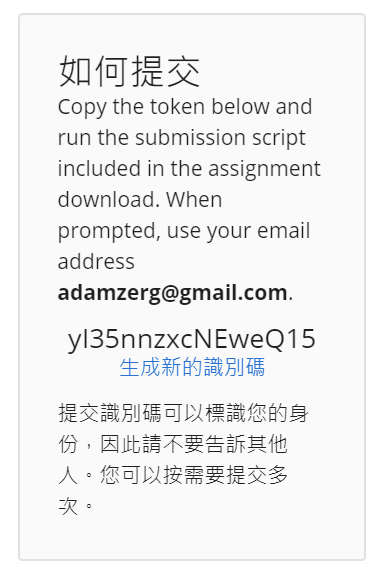 如何提交
Copy the token below and
run the submission script
included in the assignment
download. When
prompted, use your email
address
adamzerg@gmail.com.
yl35nnzxcNEweQ15
生成新的識別碼
提交識別碼可以標識您的身
份，因此請不要告訴其他
人。您可以按需要提交多
次。